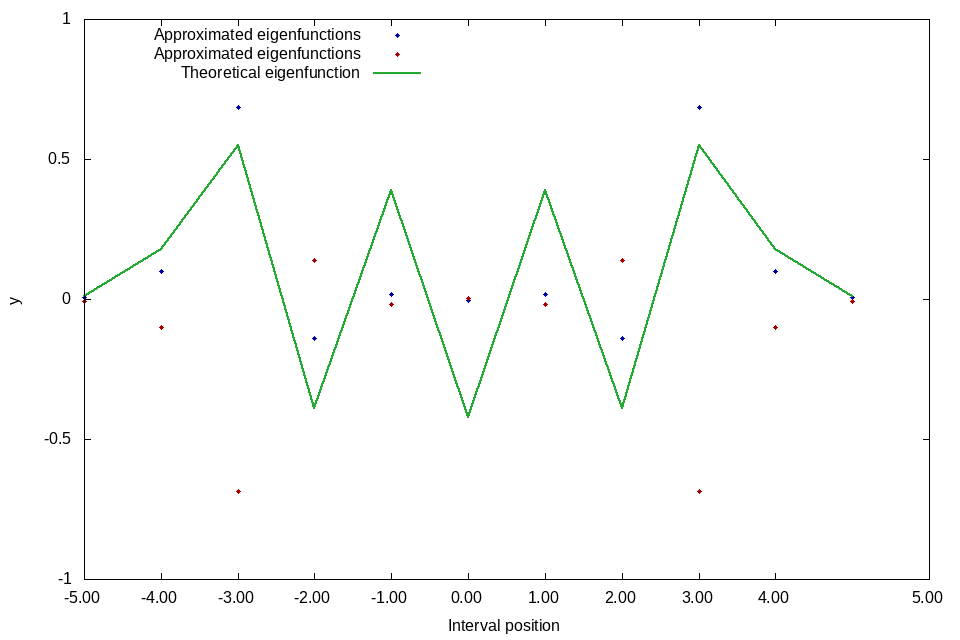 1
Approximated eigenfunctions
Approximated eigenfunctions
Theoretical eigenfunction
0.5
0
y
-0.5
-1
-5.00 -4.00 -3.00 -2.00 -1.00 0.00 1.00 2.00 3.00 4.00 5.00
Interval position